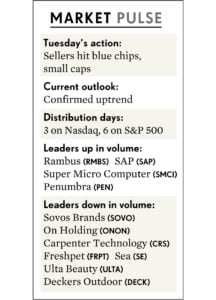 MARKET PULSE
Tuesday's action:
Sellers hit blue chips,
small caps
Current outlook:
Confirmed uptrend
Distribution days:
3 on Nasdaq, 6 on S&P 500
Leaders up in volume:
Rambus (RMBS) SAP (SAP)
Super Micro Computer (SMCI)
Penumbra (PEN)
Leaders down in volume:
Sovos Brands (SOVO)
On Holding (ONON)
Carpenter Technology (CRS)
Freshpet (FRPT) Sea (SE)
Ulta Beauty (ULTA)
Deckers Outdoor (DECK)